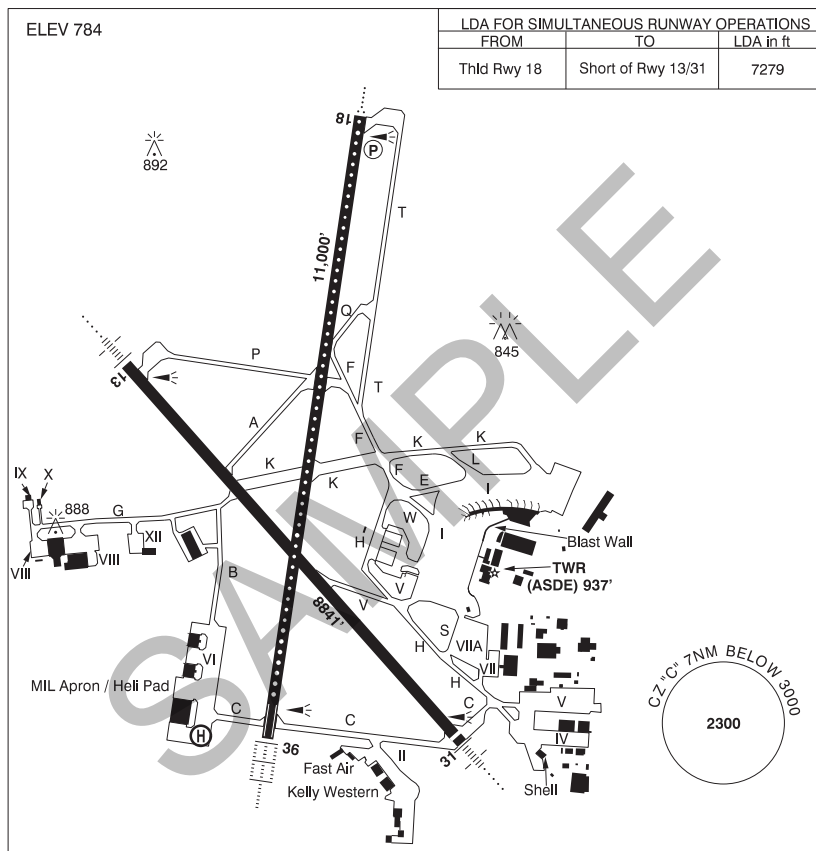 ELEV 784
LDA FOR SIMULTANEOUS RUNWAY OPERATIONS
FROM TO LDA in ft
Thld Rwy 18 Short of Rwy 13/31 7279
892
18
P
T
11,000'
Q
845
P
F
T
13
A
F
K
K
K
K
F
L
E
I
IX
X
888
G
W
H
I
XII
VIII
VIII
Blast Wall
TWR
(ASDE) 937'
B
V
V
8841'
S
VIIA
H
VII
VI
H
MIL Apron / Heli Pad
C
C
C
V
H
36
II
31
IV
Fast Air
Kelly Western
Shell
CZ "C" 7NM BELOW 3000
2300
SAMPLE